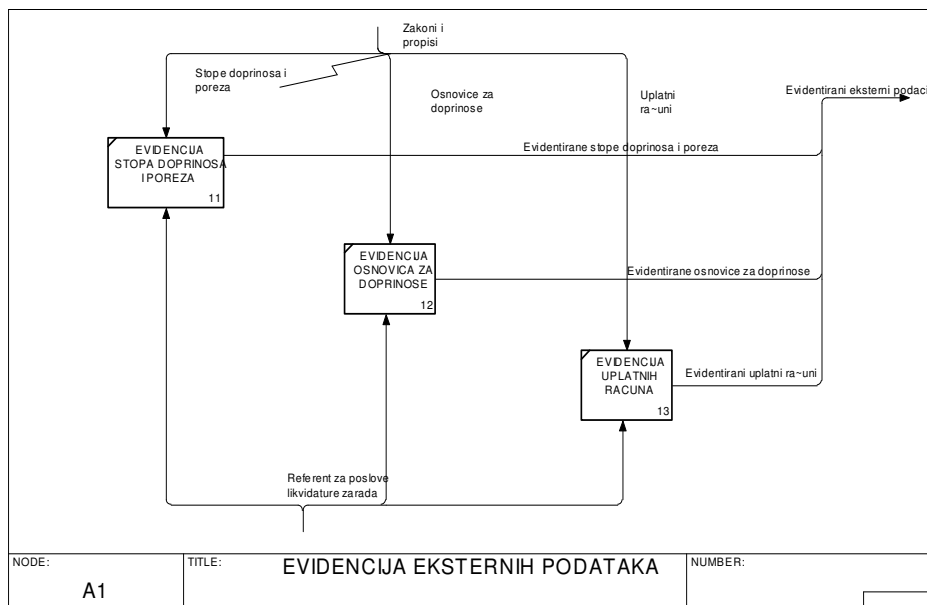 Zakoni i
propisi
Stope doprinosa i
poreza
Osnovice za
doprinose
Uplatni
ra~uni
Evidentirani eksterni podaci
EVIDENCIJA
STOPA DOPRINOSA
I POREZA
11
Evidentirane stope doprinosa i poreza
EVIDENCIJA
OSNOVICA ZA
DOPRINOSE
12
Evidentirane osnovice za doprinose
EVIDENCIJA
UPLATNIH
RACUNA
13
Evidentirani uplatni ra~uni
Referent za poslove
likvidature zarada
NODE:
A1
TITLE:
EVIDENCIJA EKSTERNIH PODATAKA
NUMBER: